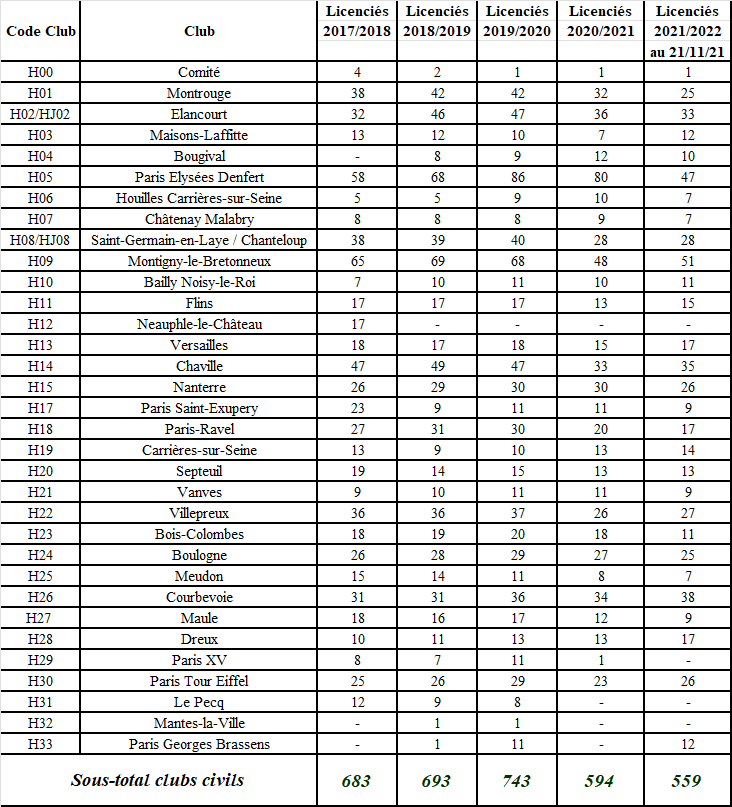 Code Club Club Licenciés 2017/2018 Licenciés 2018/2019 Licenciés 2019/2020 Licenciés 2020/2021 Licenciés 2021/2022 au 21/11/21
H00 Comité 4 2 1 1 1
H01 Montrouge 38 42 42 32 25
H02/HJ02 Elancourt 32 46 47 36 33
H03 Maisons-Laffitte 13 12 10 7 12
H04 Bougival - 8 9 12 10
H05 Paris Elysées Denfert 58 68 86 80 47
H06 Houilles Carrières-sur-Seine 5 5 9 10 7
H07 Châtenay Malabry 8 8 8 9 7
H08/HJ08 Saint-Germain-en-Laye / Chanteloup 38 39 40 28 28
H09 Montigny-le-Bretonneux 65 69 68 48 51
H10 Bailly Noisy-le-Roi 7 10 11 10 11
H11 Flins 17 17 17 13 15
H12 Neauphle-le-Château 17 - - - -
H13 Versailles 18 17 18 15 17
H14 Chaville 47 49 47 33 35
H15 Nanterre 26 29 30 30 26
H17 Paris Saint-Exupery 23 9 11 11 9
H18 Paris-Ravel 27 31 30 20 17
H19 Carrières-sur-Seine 13 9 10 13 14
H20 Septeuil 19 14 15 13 13
H21 Vanves 9 10 11 11 9
H22 Villepreux 36 36 37 26 27
H23 Bois-Colombes 18 19 20 18 11
H24 Boulogne 26 28 29 27 25
H25 Meudon 15 14 11 8 7
H26 Courbevoie 31 31 36 34 38
H27 Maule 18 16 17 12 9
H28 Dreux 10 11 13 13 17
H29 Paris XV 8 7 11 1 -
H30 Paris Tour Eiffel 25 26 29 23 26
H31 Le Pecq 12 9 8 - -
H32 Mantes-la-Ville - 1 1 - -
H33 Paris Georges Brassens - 1 11 - 12
Sous-total clubs civils 683 693 743 594 559